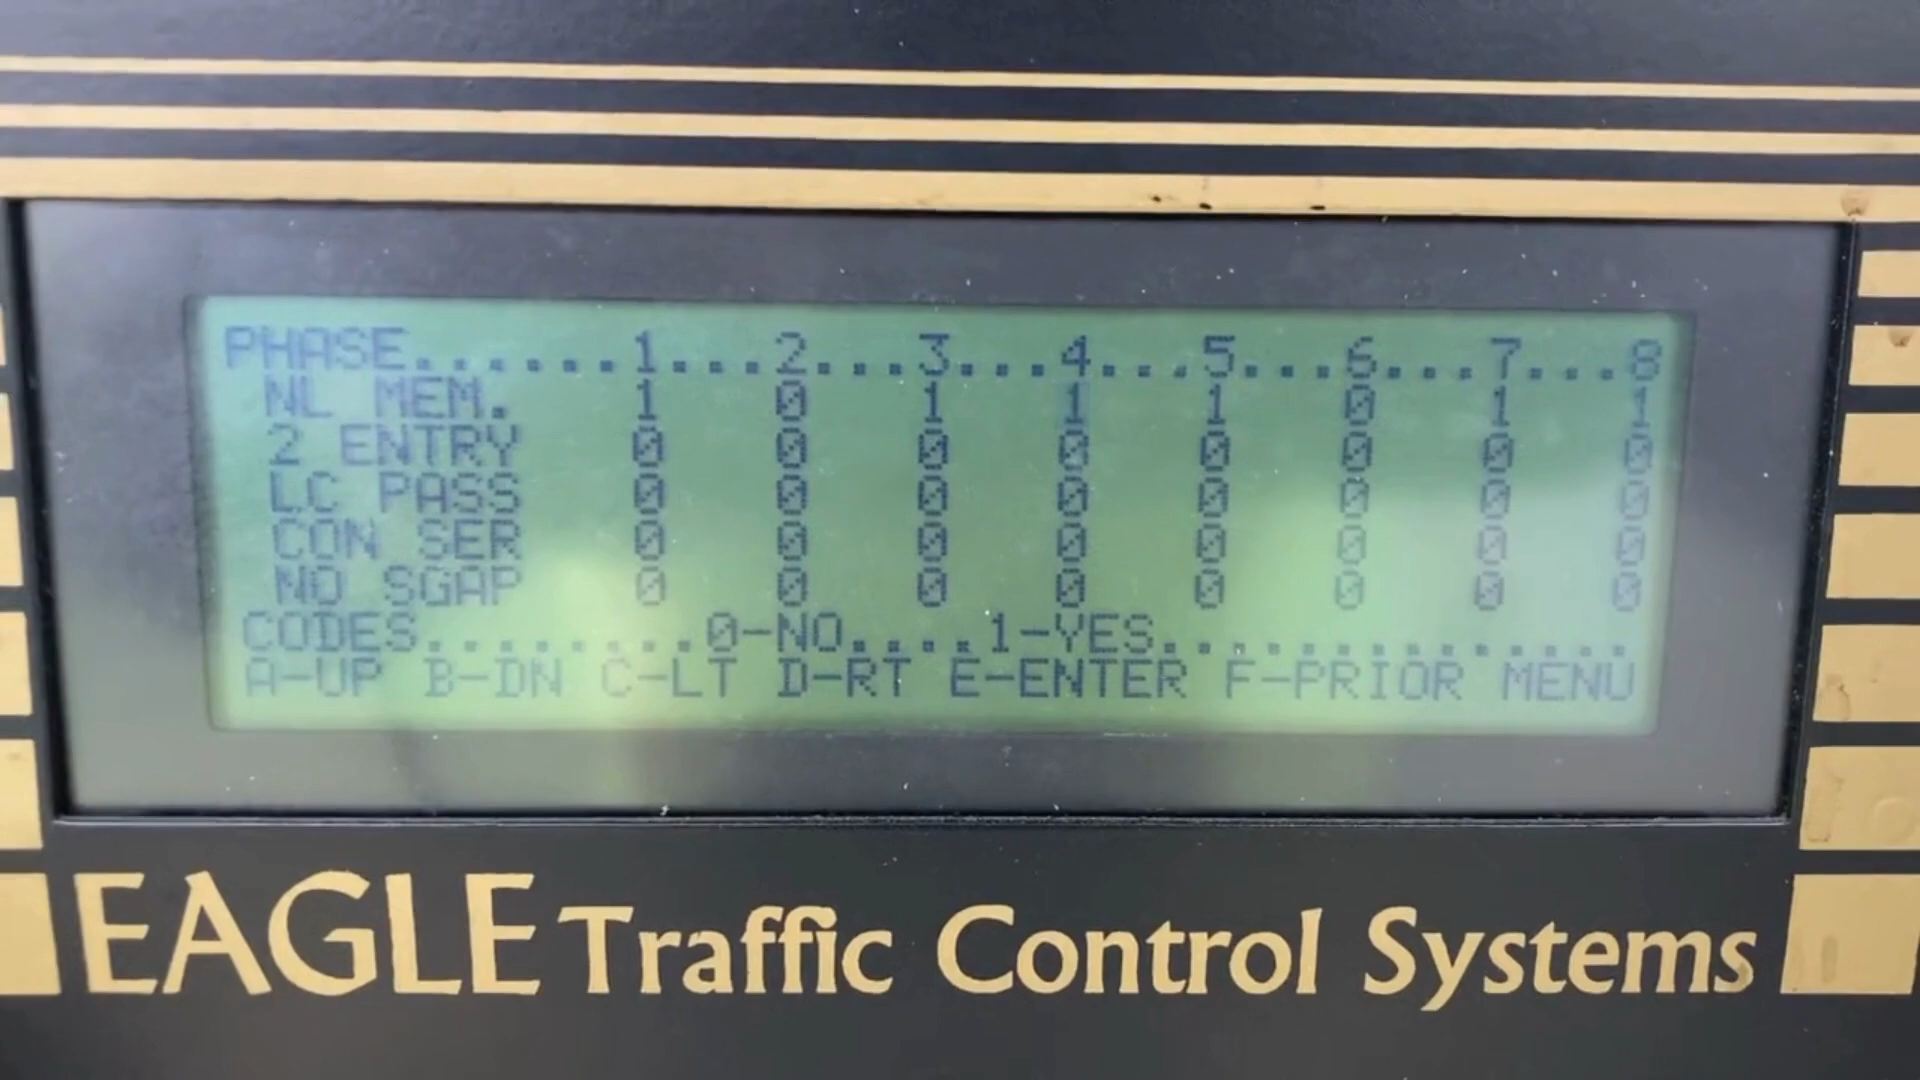 PHASE......1...2...3...4...5...6...7...8
NL MEM. 1 0 1 1 1 0 1 1
2 ENTRY 0 0 0 0 0 0 0 0
LC PASS 0 0 0 0 0 0 0 0
CON SER 0 0 0 0 0 0 0 0
NO SGAP 0 0 0 0 0 0 0 0
CODES........0-NO....1-YES..............
A-UP B-DN C-LT D-RT E-ENTER F-PRIOR MENU
EAGLE Traffic Control Systems